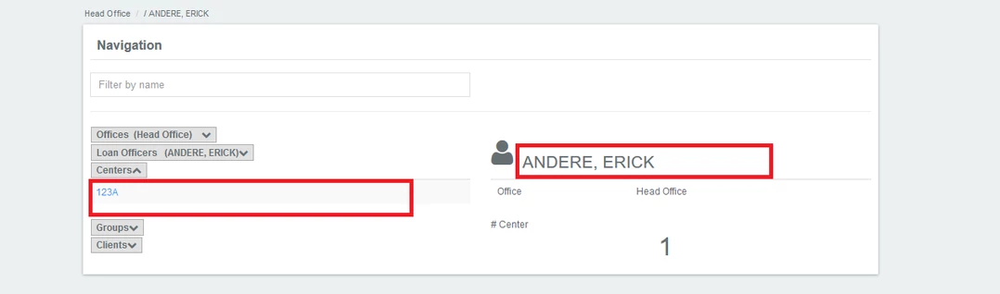 Head Office / / ANDERE, ERICK
Navigation
Filter by name
Offices (Head Office)
Loan Officers (ANDERE, ERICK)
Centers
123A
Groups
Clients
ANDERE, ERICK
Office Head Office
# Center
1